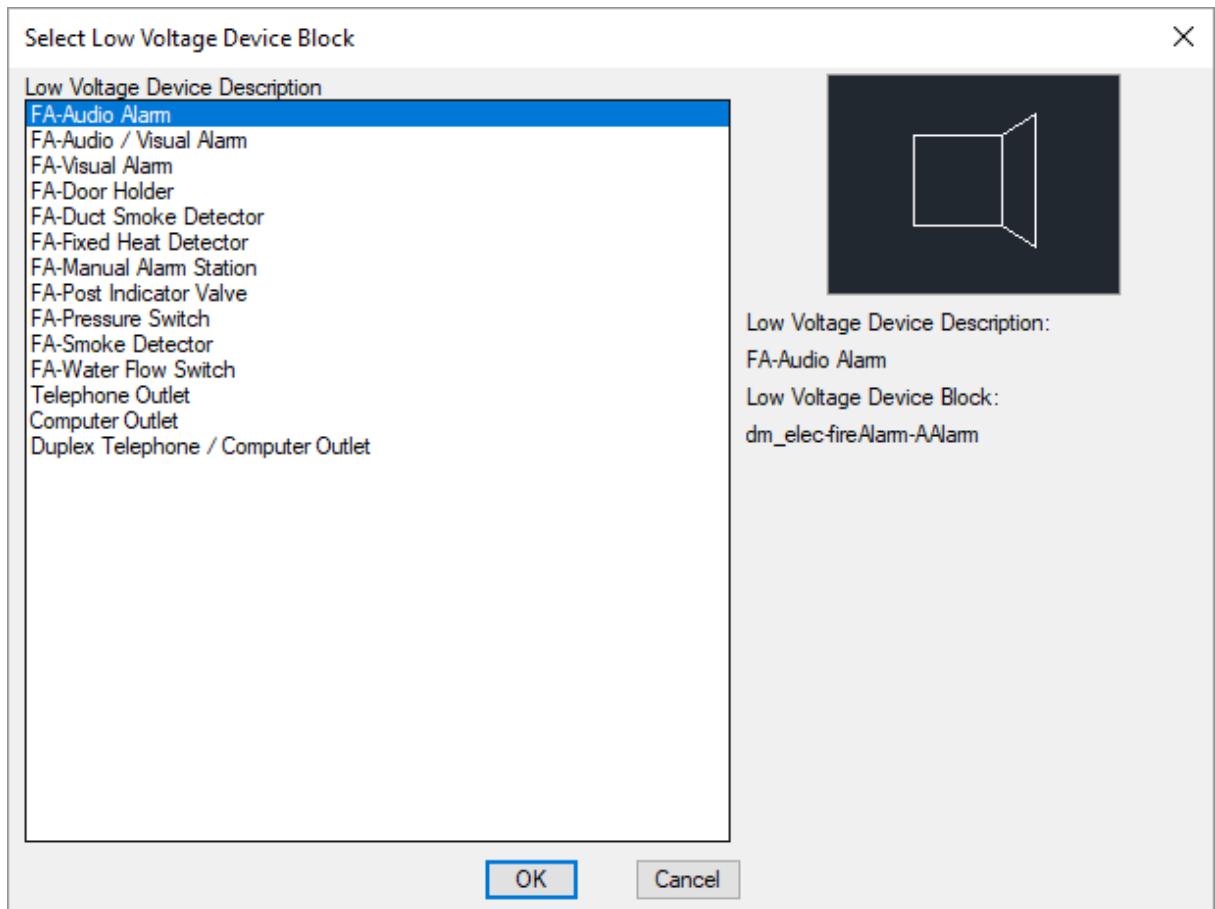 Select Low Voltage Device Block
Low Voltage Device Description
FA-Audio Alarm
FA-Audio / Visual Alarm
FA-Visual Alarm
FA-Door Holder
FA-Duct Smoke Detector
FA-Fixed Heat Detector
FA-Manual Alarm Station
FA-Post Indicator Valve
FA-Pressure Switch
FA-Smoke Detector
FA-Water Flow Switch
Telephone Outlet
Computer Outlet
Duplex Telephone / Computer Outlet
Low Voltage Device Description:
FA-Audio Alarm
Low Voltage Device Block:
dm_elec-fireAlarm-AAlarm
OK
Cancel